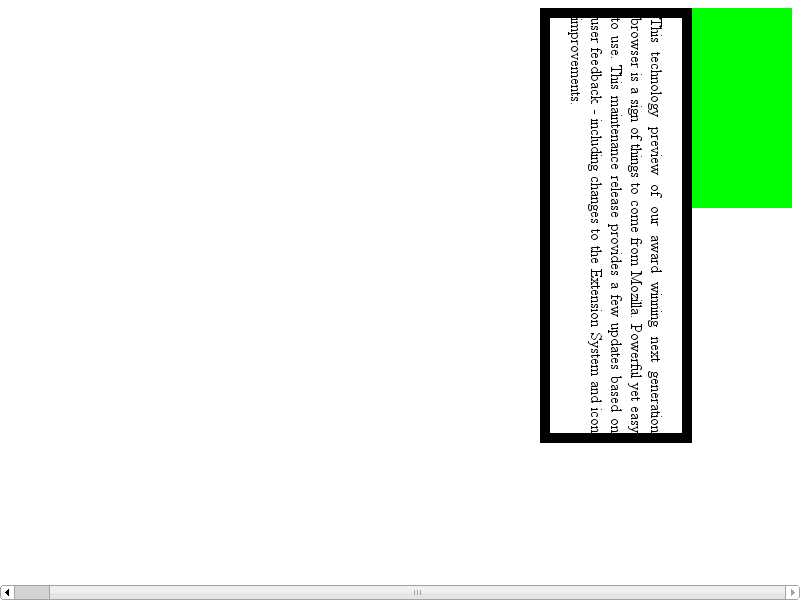 This technology preview of our award winning next generation
browser is a sign of things to come from Mozilla. Powerful yet easy
to use. This maintenance release provides a few updates based on
user feedback - including changes to the Extension System and icon
improvements.